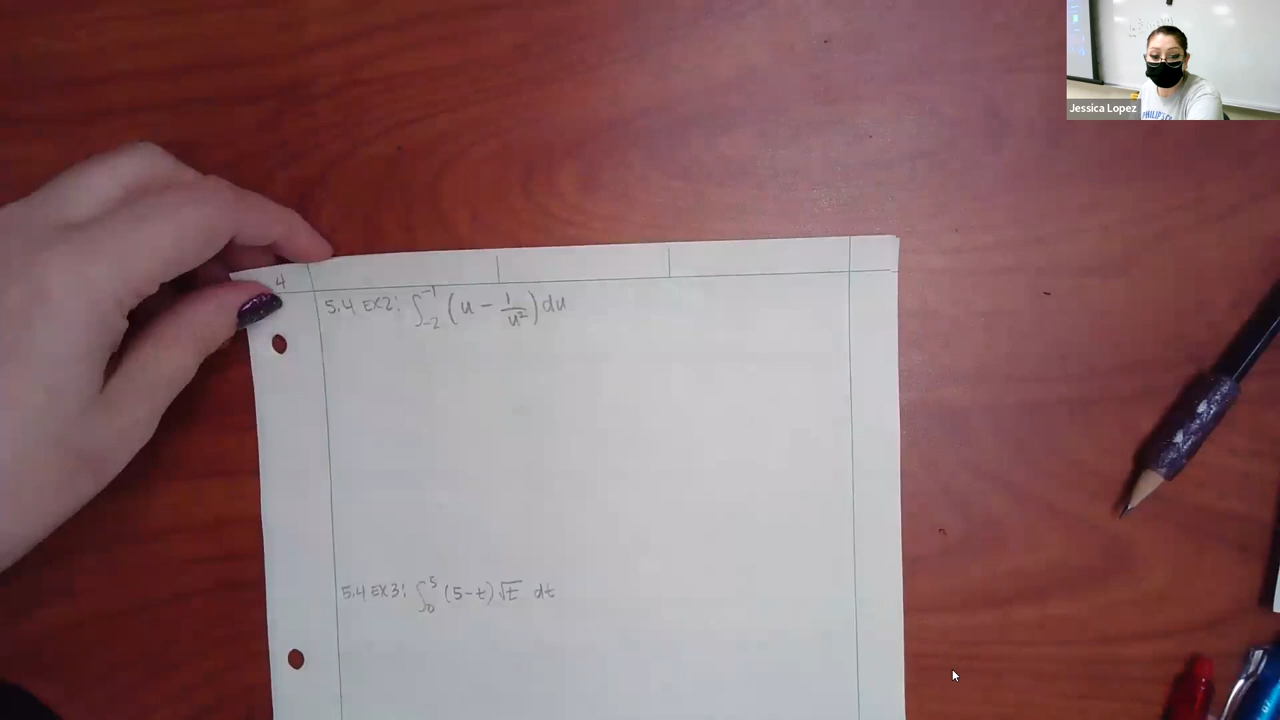 Jessica Lopez
4
5.4 EX2: ∫_{-2}^{-1} (u - 1/u²) du
5.4 EX3: ∫_0^5 (5-t)√t dt